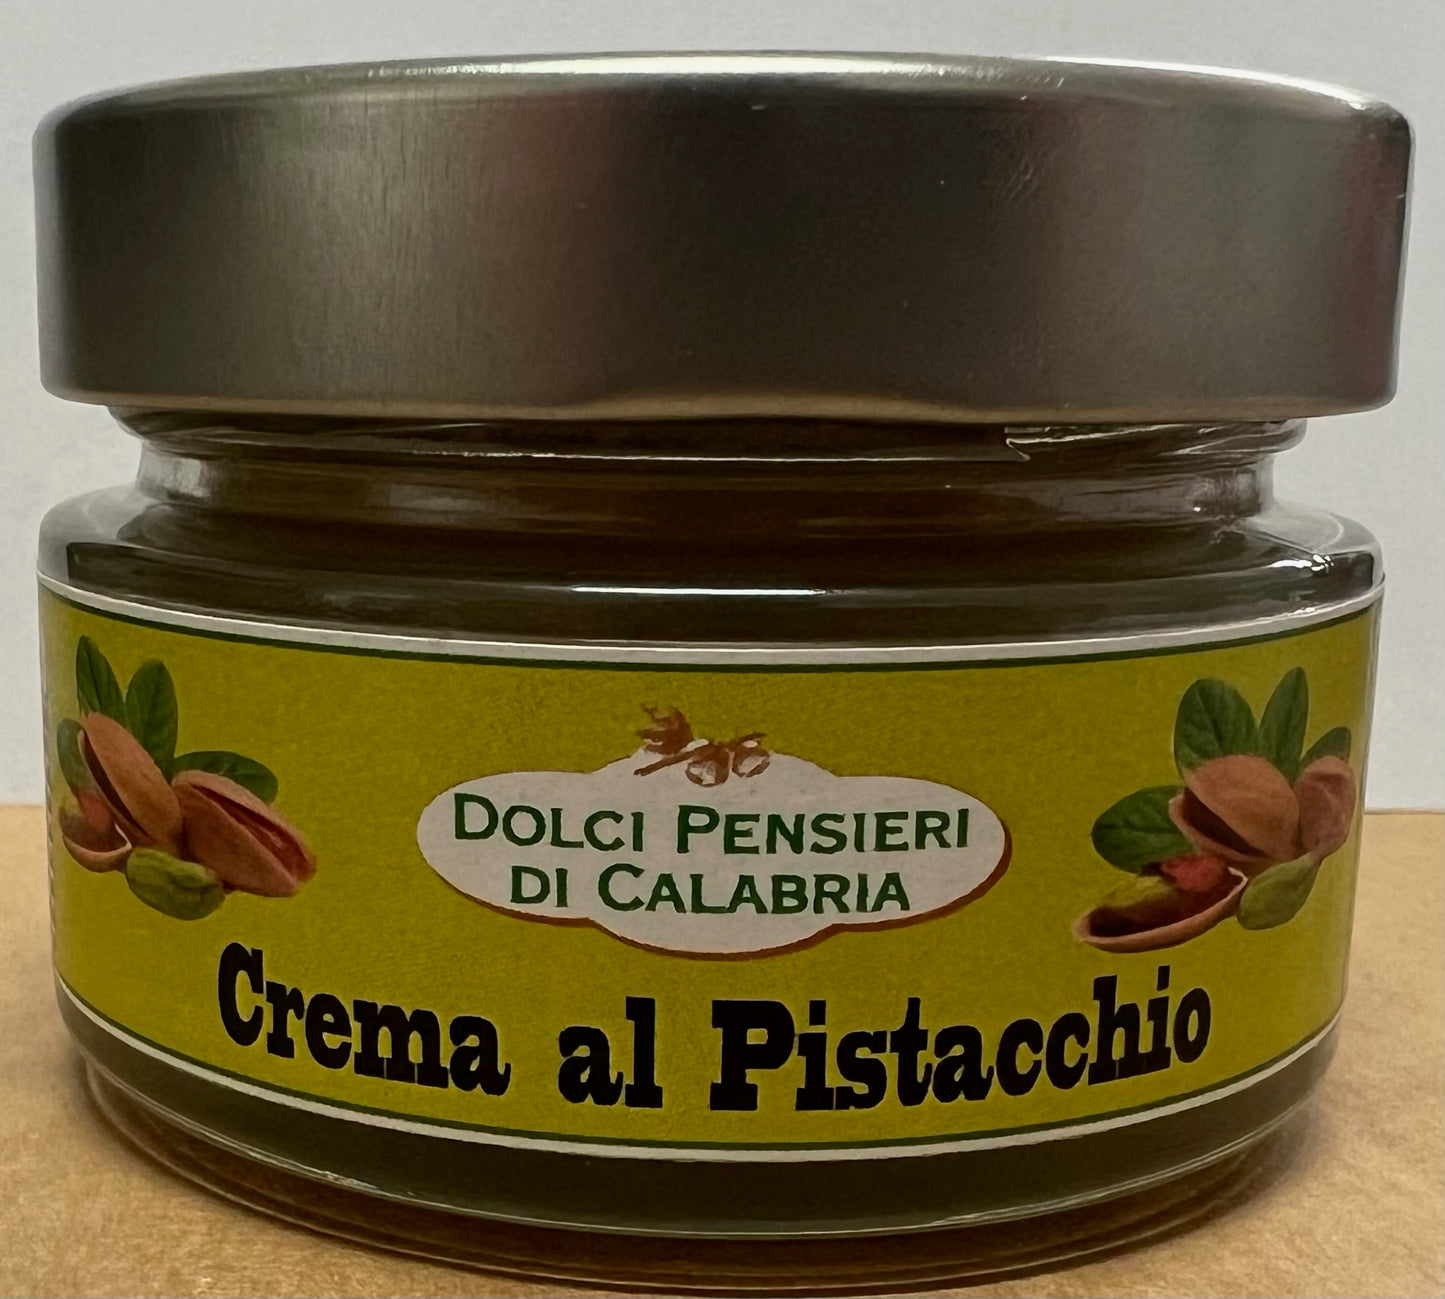 DOLCI PENSIERI
DI CALABRIA
Crema al Pistacchio